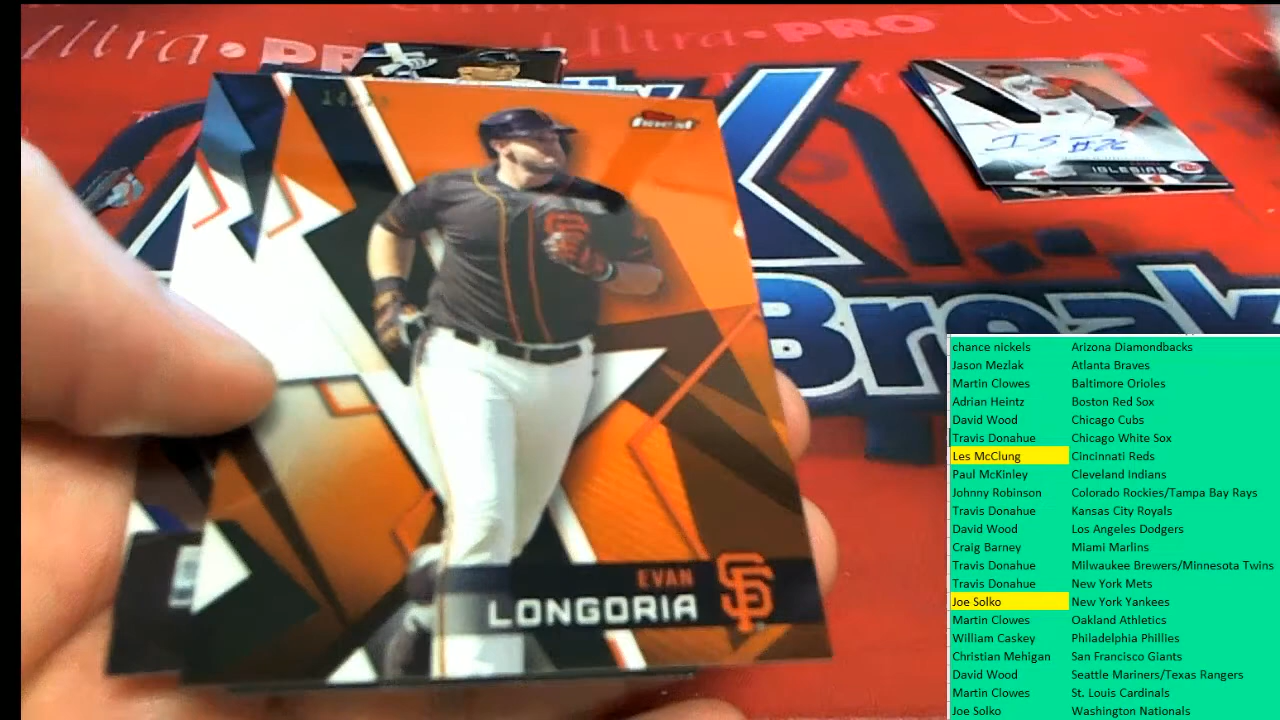 Ultra PRO
Ultra PRO
finest
EVAN
LONGORIA
SF
IGLESIAS
Break
chance nickels Arizona Diamondbacks
Jason Mezlak Atlanta Braves
Martin Clowes Baltimore Orioles
Adrian Heintz Boston Red Sox
David Wood Chicago Cubs
Travis Donahue Chicago White Sox
Les McClung Cincinnati Reds
Paul McKinley Cleveland Indians
Johnny Robinson Colorado Rockies/Tampa Bay Rays
Travis Donahue Kansas City Royals
David Wood Los Angeles Dodgers
Craig Barney Miami Marlins
Travis Donahue Milwaukee Brewers/Minnesota Twins
Travis Donahue New York Mets
Joe Solko New York Yankees
Martin Clowes Oakland Athletics
William Caskey Philadelphia Phillies
Christian Mehigan San Francisco Giants
David Wood Seattle Mariners/Texas Rangers
Martin Clowes St. Louis Cardinals
Joe Solko Washington Nationals